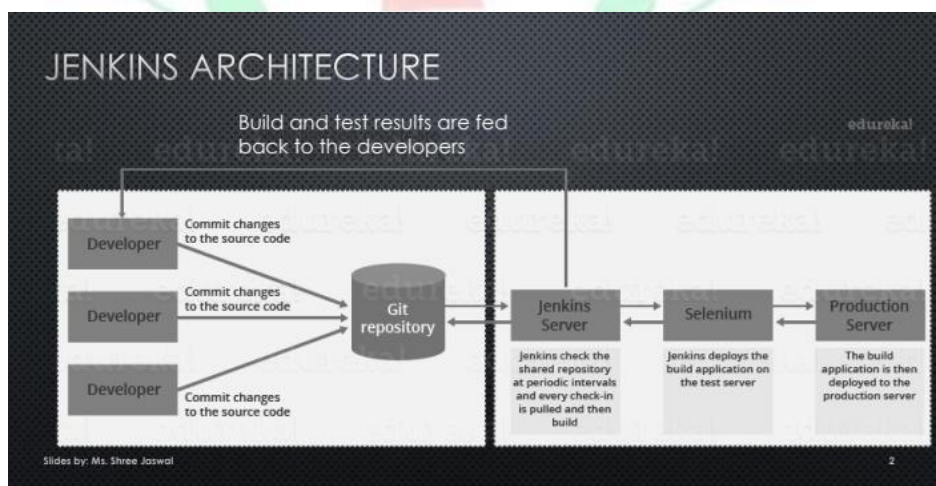 JENKINS ARCHITECTURE
Build and test results are fed
back to the developers
edureka!
Developer
Commit changes
to the source code
Developer
Commit changes
to the source code
Developer
Commit changes
to the source code
Git
repository
Jenkins
Server
Selenium
Production
Server
Jenkins check the
shared repository
at periodic intervals
and every check-in
is pulled and then
build
Jenkins deploys the
build application on
the test server
The build
application is then
deployed to the
production server
Slides by: Ms. Shree Jaswal
2